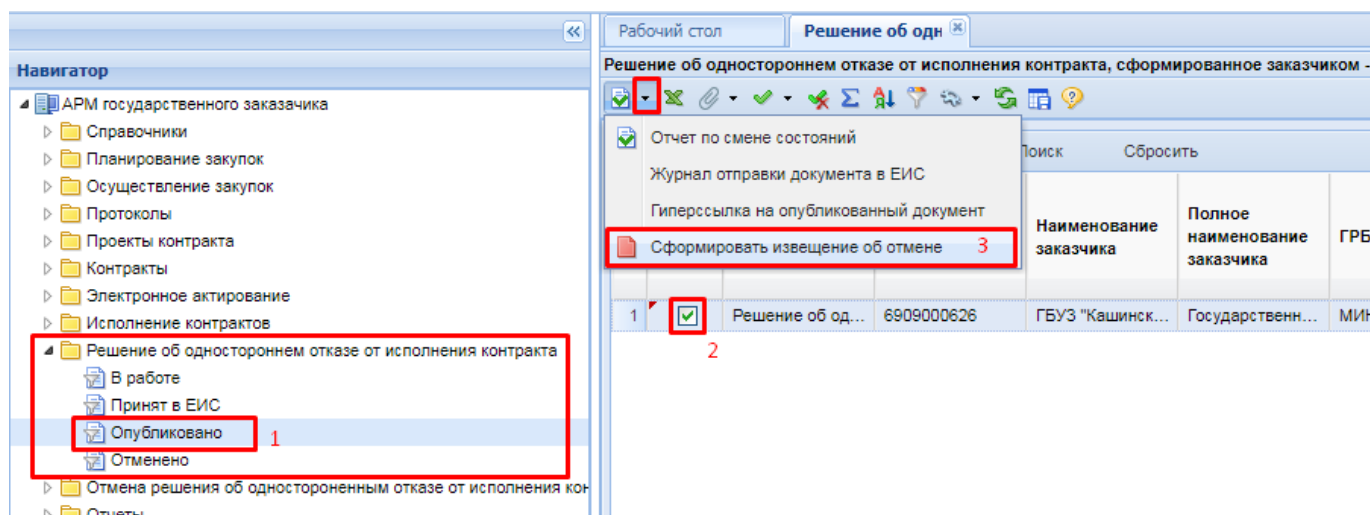 Навигатор
АРМ государственного заказачика
Справочники
Планирование закупок
Осуществление закупок
Протоколы
Проекты контракта
Контракты
Электронное актирование
Исполнение контрактов
Решение об одностороннем отказе от исполнения контракта
В работе
Принят в ЕИС
Опубликовано
1
Отменено
Отмена решения об одностороненным отказе от исполнения кон
Отчеты
Рабочий стол
Решение об одн
Решение об одностороннем отказе от исполнения контракта, сформированное заказчиком -
Отчет по смене состояний
Журнал отправки документа в ЕИС
Гиперссылка на опубликованный документ
Сформировать извещение об отмене 3
Поиск Сбросить
Наименование
заказчика
Полное
наименование
заказчика
ГРБ
1 Решение об од... 6909000626 ГБУЗ "Кашинск... Государственн... МИН
2